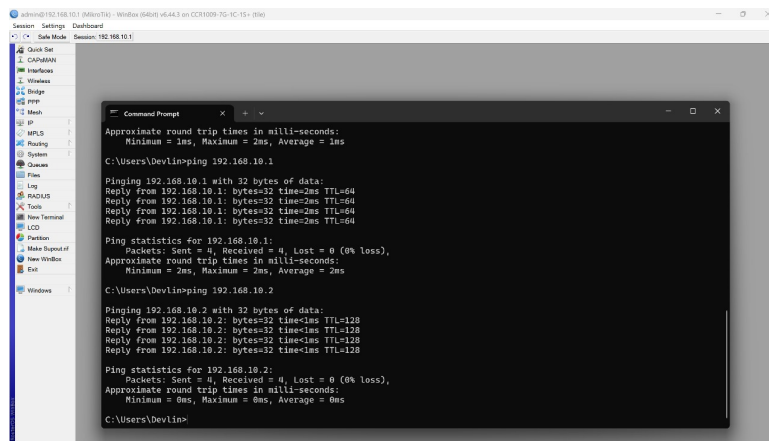 admin@192.168.10.1 (MikroTik) - WinBox (64bit) v6.44.3 on CCR1009-7G-1C-1S+ (tile)
Session Settings Dashboard
Safe Mode Session: 192.168.10.1
Quick Set
CAPsMAN
Interfaces
Wireless
Bridge
PPP
Mesh
IP
MPLS
Routing
System
Queues
Files
Log
RADIUS
Tools
New Terminal
LCD
Partition
Make Supout.rif
New WinBox
Exit
Windows
Command Prompt
Approximate round trip times in milli-seconds:
Minimum = 1ms, Maximum = 2ms, Average = 1ms
C:\Users\Devlin>ping 192.168.10.1
Pinging 192.168.10.1 with 32 bytes of data:
Reply from 192.168.10.1: bytes=32 time=2ms TTL=64
Reply from 192.168.10.1: bytes=32 time=2ms TTL=64
Reply from 192.168.10.1: bytes=32 time=2ms TTL=64
Reply from 192.168.10.1: bytes=32 time=2ms TTL=64
Ping statistics for 192.168.10.1:
Packets: Sent = 4, Received = 4, Lost = 0 (0% loss),
Approximate round trip times in milli-seconds:
Minimum = 2ms, Maximum = 2ms, Average = 2ms
C:\Users\Devlin>ping 192.168.10.2
Pinging 192.168.10.2 with 32 bytes of data:
Reply from 192.168.10.2: bytes=32 time<1ms TTL=128
Reply from 192.168.10.2: bytes=32 time<1ms TTL=128
Reply from 192.168.10.2: bytes=32 time<1ms TTL=128
Reply from 192.168.10.2: bytes=32 time<1ms TTL=128
Ping statistics for 192.168.10.2:
Packets: Sent = 4, Received = 4, Lost = 0 (0% loss),
Approximate round trip times in milli-seconds:
Minimum = 0ms, Maximum = 0ms, Average = 0ms
C:\Users\Devlin>